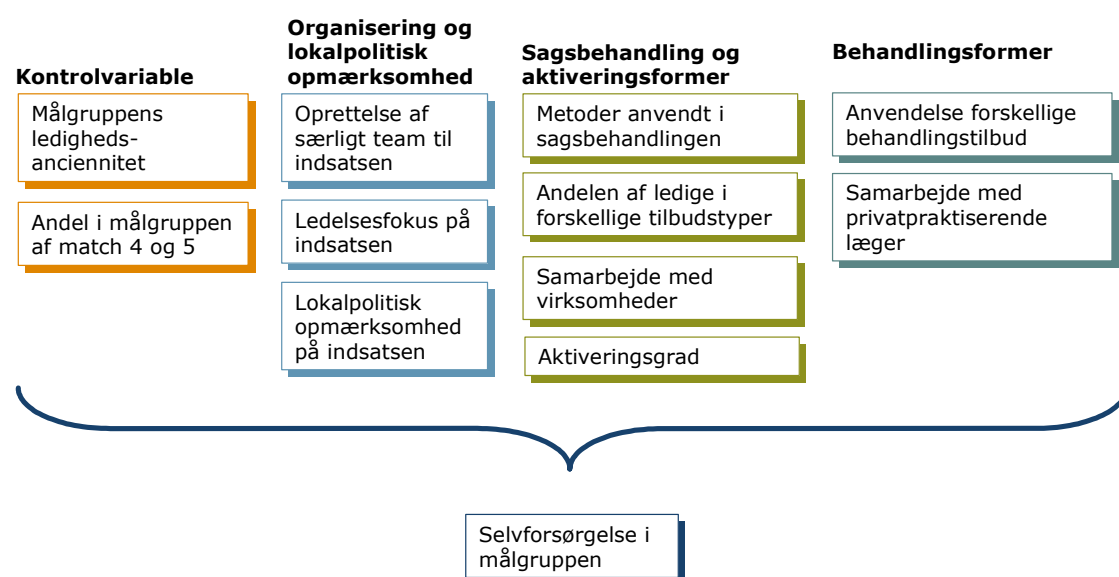 Kontrolvariable
Målgruppens
ledigheds-
anciennitet
Andel i målgruppen
af match 4 og 5
Organisering og
lokalpolitisk
opmærksomhed
Oprettelse af
særligt team til
indsatsen
Ledelsesfokus på
indsatsen
Lokalpolitisk
opmærksomhed
på indsatsen
Sagsbehandling og
aktiveringsformer
Metoder anvendt i
sagsbehandlingen
Andelen af ledige i
forskellige tilbudstyper
Samarbejde med
virksomheder
Aktiveringsgrad
Behandlingsformer
Anvendelse forskellige
behandlingstilbud
Samarbejde med
privatpraktiserende
læger
Selvforsørgelse i
målgruppen